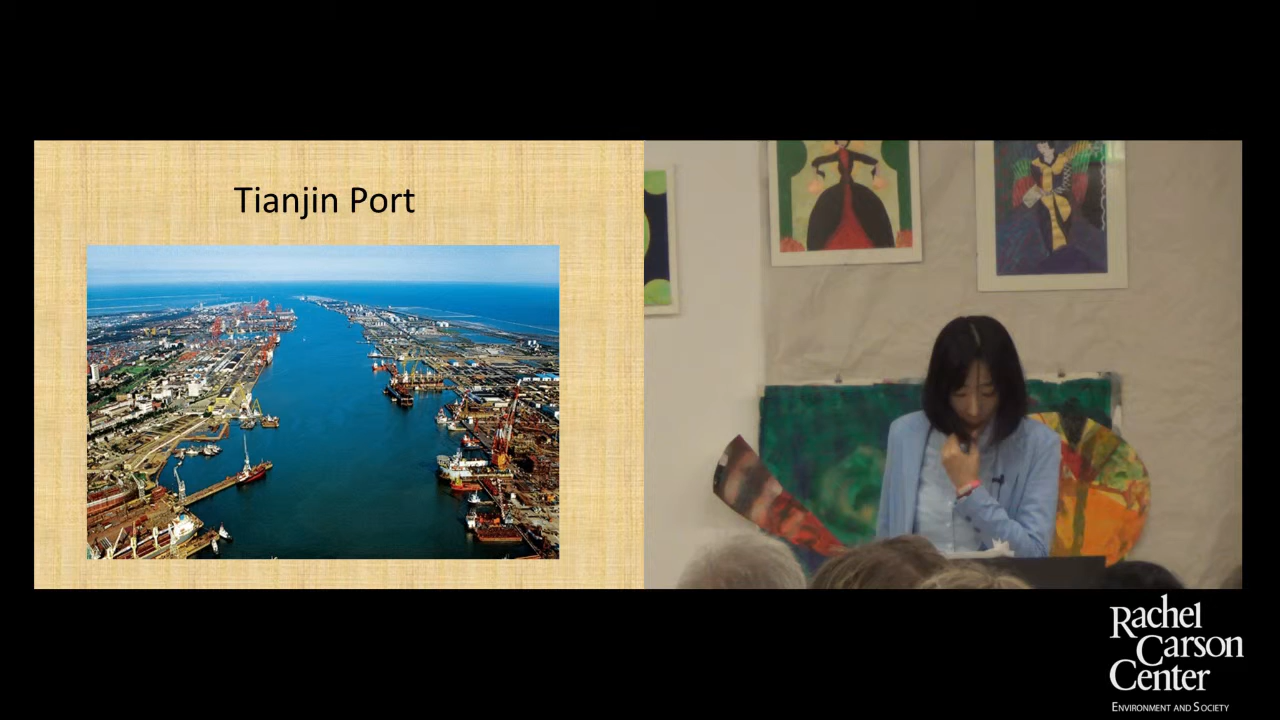 Tianjin Port
Rachel
Carson
Center
ENVIRONMENT AND SOCIETY